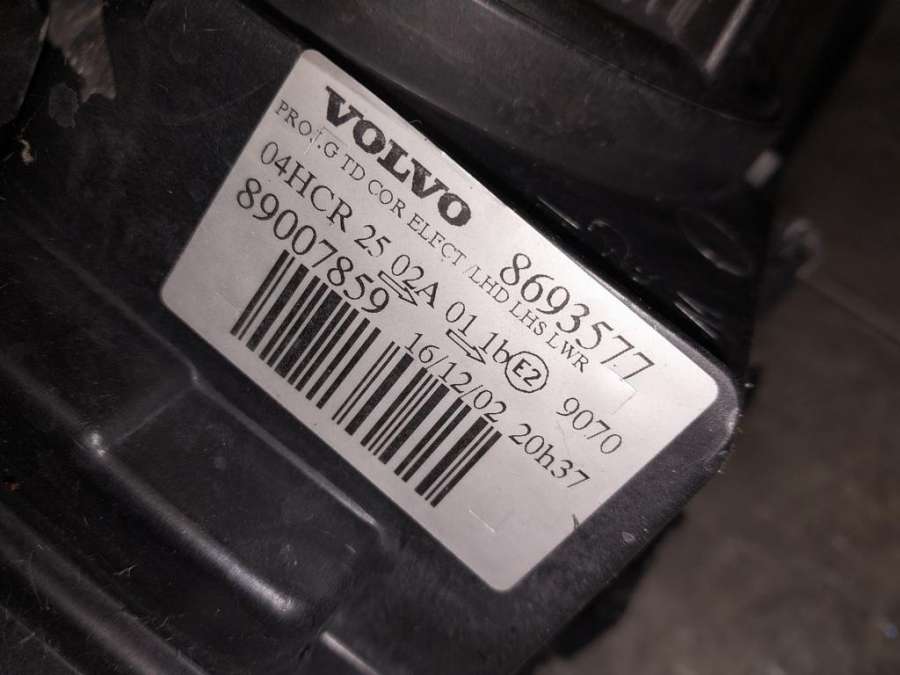 VOLVO 8693577
PROJ.G TD COR ELECT /LHD LHS LWR
04HCR 25 02A 01 1b E2 9070
89007859 16/12/02 20h37